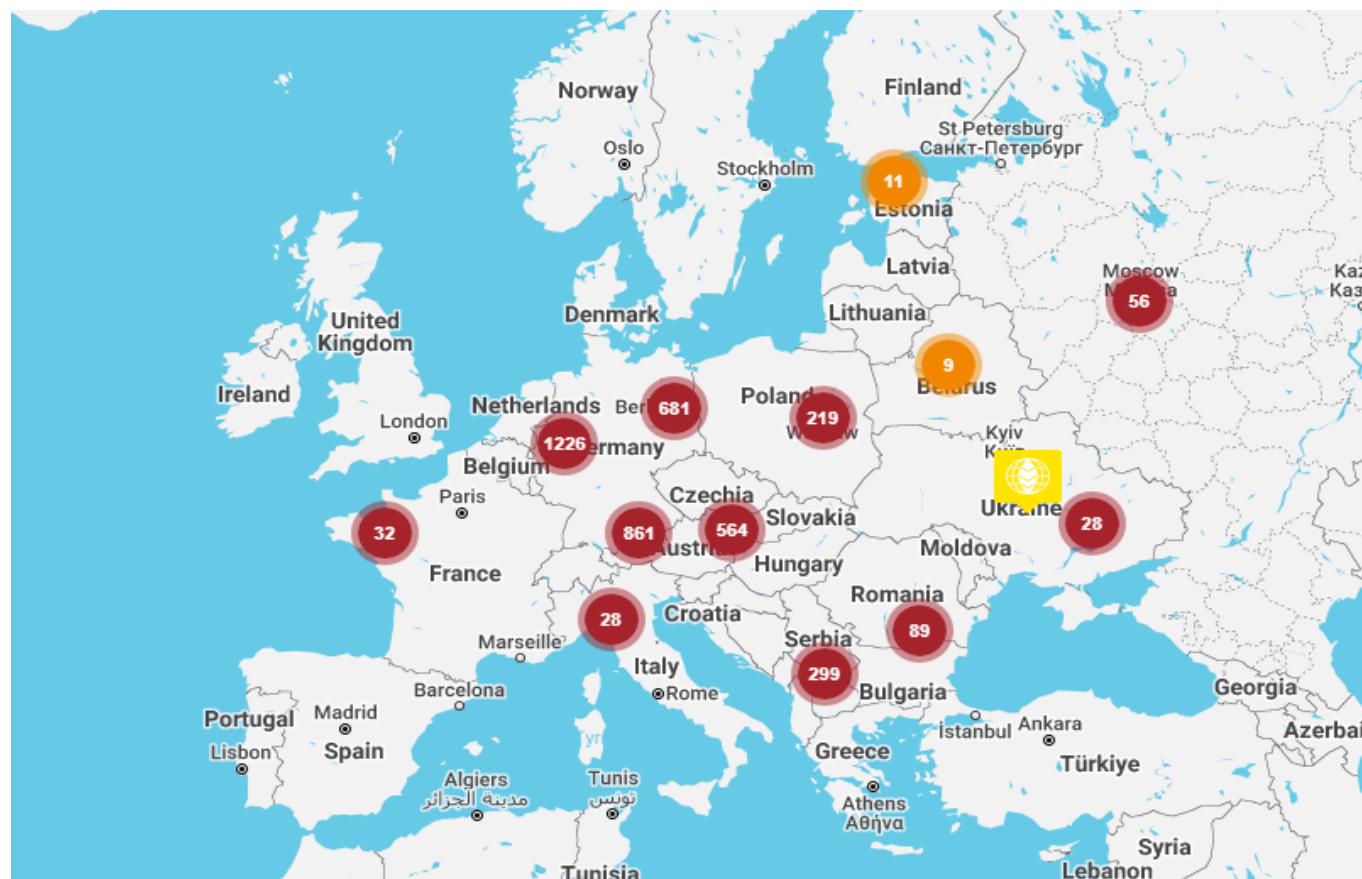 Norway
Finland
St Petersburg
Санкт-Петербург
Oslo
Stockholm
11
Estonia
Latvia
Moscow
56
Lithuania
Denmark
United
Kingdom
Ireland
9
Belarus
Netherlands
681
Poland
219
London
1226
Germany
Belgium
Kyiv
Paris
Czechia
Slovakia
Ukraine
28
32
861
564
Austria
Moldova
Hungary
France
Romania
28
Croatia
89
Serbia
Marseille
Italy
299
Rome
Bulgaria
Georgia
Barcelona
Portugal
Madrid
Lisbon
Spain
İstanbul
Ankara
Azerbai
Greece
Türkiye
Algiers
مدينة الجزائر
Tunis
تونس
Athens
Αθήνα
Syria
Lebanon
Tunisia